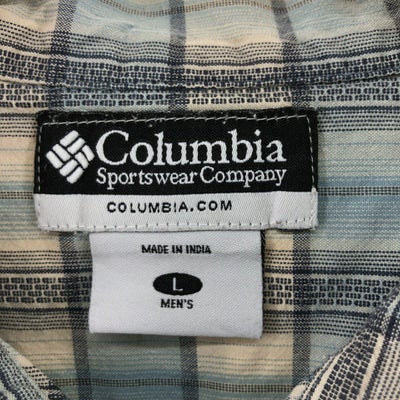 Columbia
Sportswear Company
COLUMBIA.COM
MADE IN INDIA
L
MEN'S